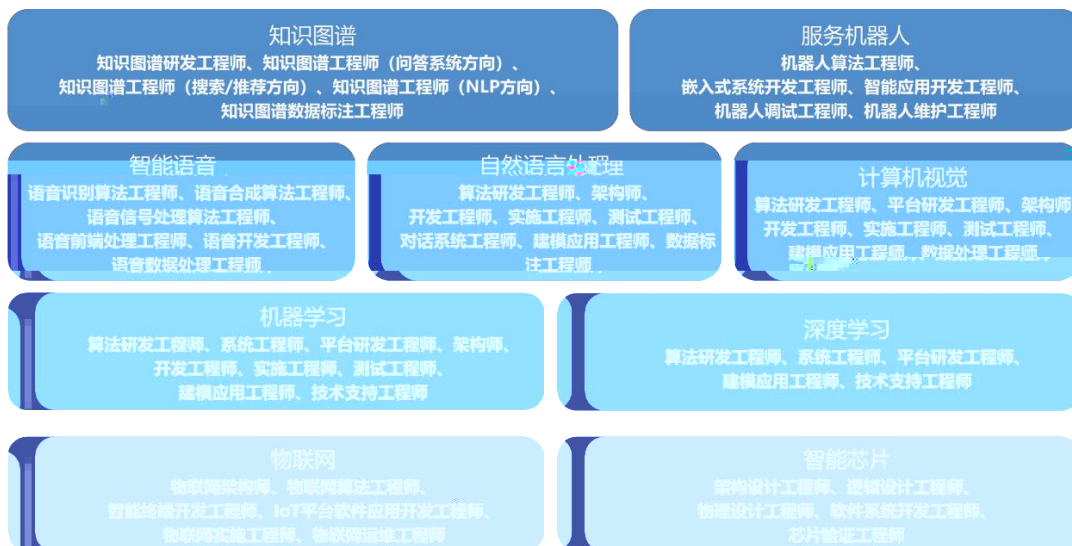 知识图谱
知识图谱研发工程师、知识图谱工程师（问答系统方向）、
知识图谱工程师（搜索/推荐方向）、知识图谱工程师（NLP方向）、
知识图谱数据标注工程师
服务机器人
机器人算法工程师、
嵌入式系统开发工程师、智能应用开发工程师、
机器人调试工程师、机器人维护工程师
智能语音
语音识别算法工程师、语音合成算法工程师、
语音信号处理算法工程师、
语音前端处理工程师、语音开发工程师、
语音数据处理工程师
自然语言处理
算法研发工程师、架构师、
开发工程师、实施工程师、测试工程师、
对话系统工程师、建模应用工程师、数据标
注工程师
计算机视觉
算法研发工程师、平台研发工程师、架构师
开发工程师、实施工程师、测试工程师、
建模应用工程师、数据处理工程师
机器学习
算法研发工程师、系统工程师、平台研发工程师、架构师、
开发工程师、实施工程师、测试工程师、
建模应用工程师、技术支持工程师
深度学习
算法研发工程师、系统工程师、平台研发工程师、
建模应用工程师、技术支持工程师
物联网
物联网架构师、物联网算法工程师、
智能终端开发工程师、IoT平台软件应用开发工程师、
物联网实施工程师、物联网运维工程师
智能芯片
架构设计工程师、逻辑设计工程师、
物理设计工程师、软件系统开发工程师、
芯片验证工程师